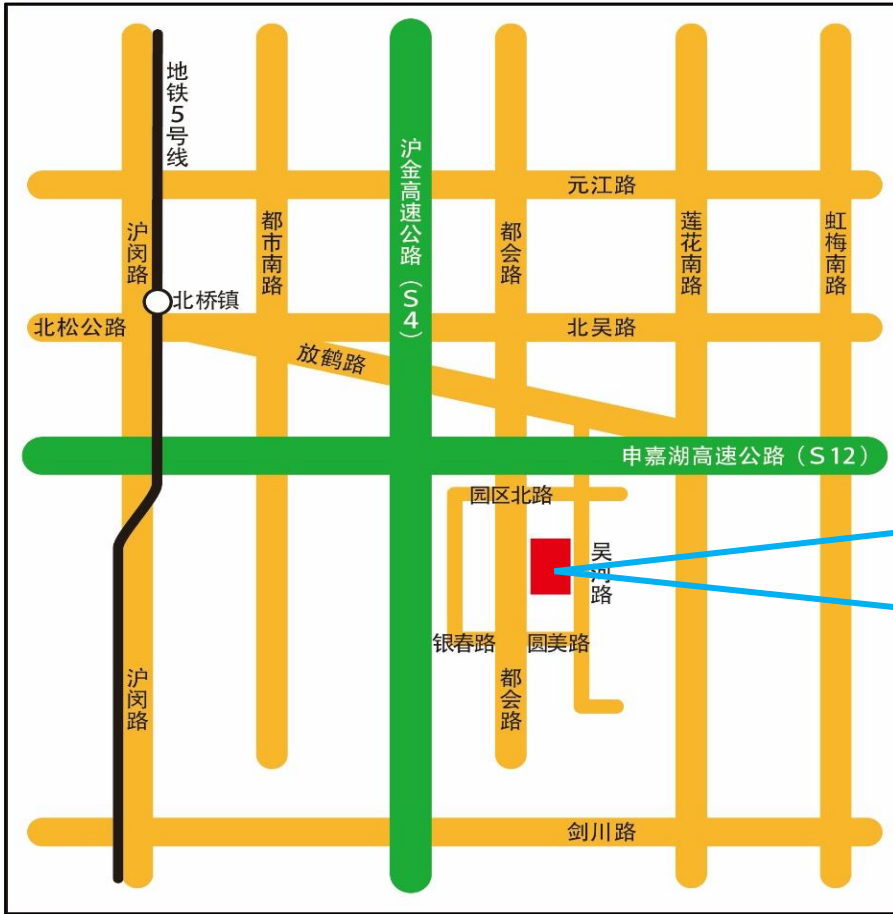 地铁5号线
沪金高速公路（S4）
元江路
沪闵路
都市南路
都会路
莲花南路
虹梅南路
北桥镇
北松公路
北吴路
放鹤路
申嘉湖高速公路（S12）
园区北路
吴河路
银春路
圆美路
沪闵路
都会路
剑川路